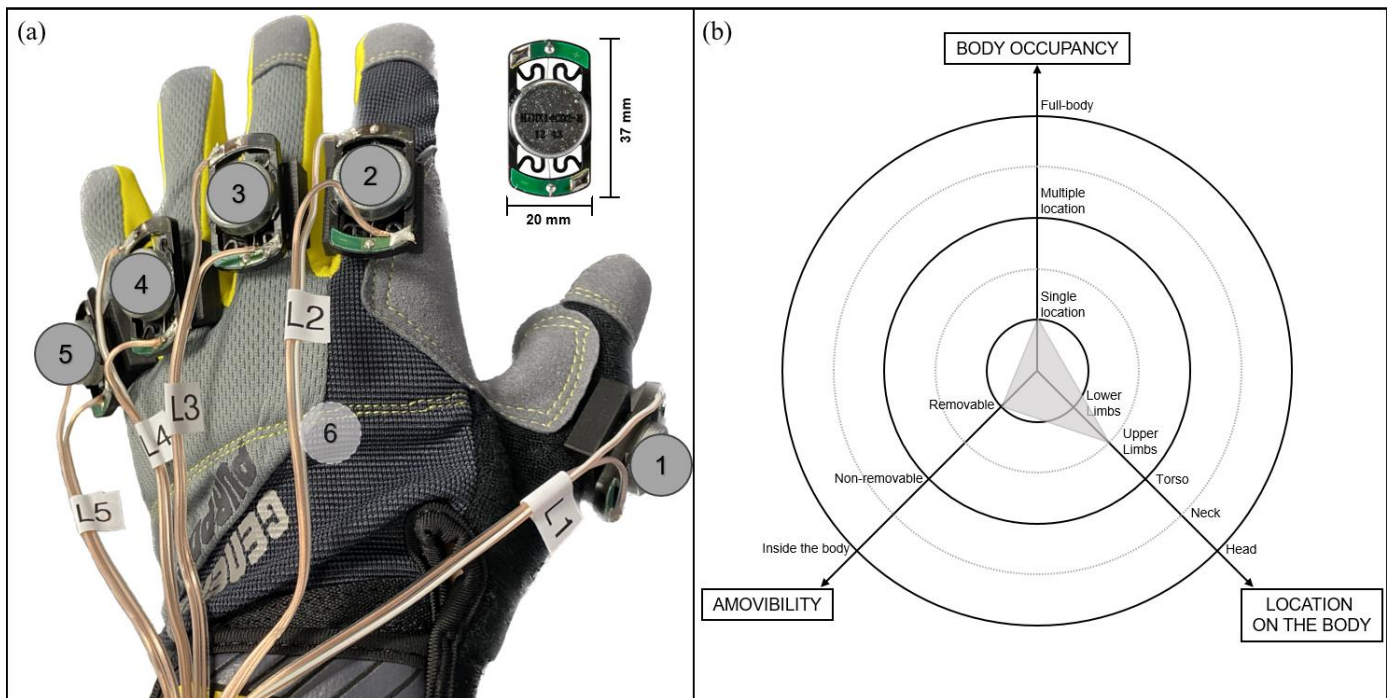 (a)
37 mm
20 mm
2
3
4
5
6
1
L2
L3
L4
L5
L1
(b)
BODY OCCUPANCY
Full-body
Multiple
location
Single
location
Lower
Limbs
Removable
Upper
Limbs
Non-removable
Torso
Neck
Inside the body
Head
AMOVIBILITY
LOCATION
ON THE BODY